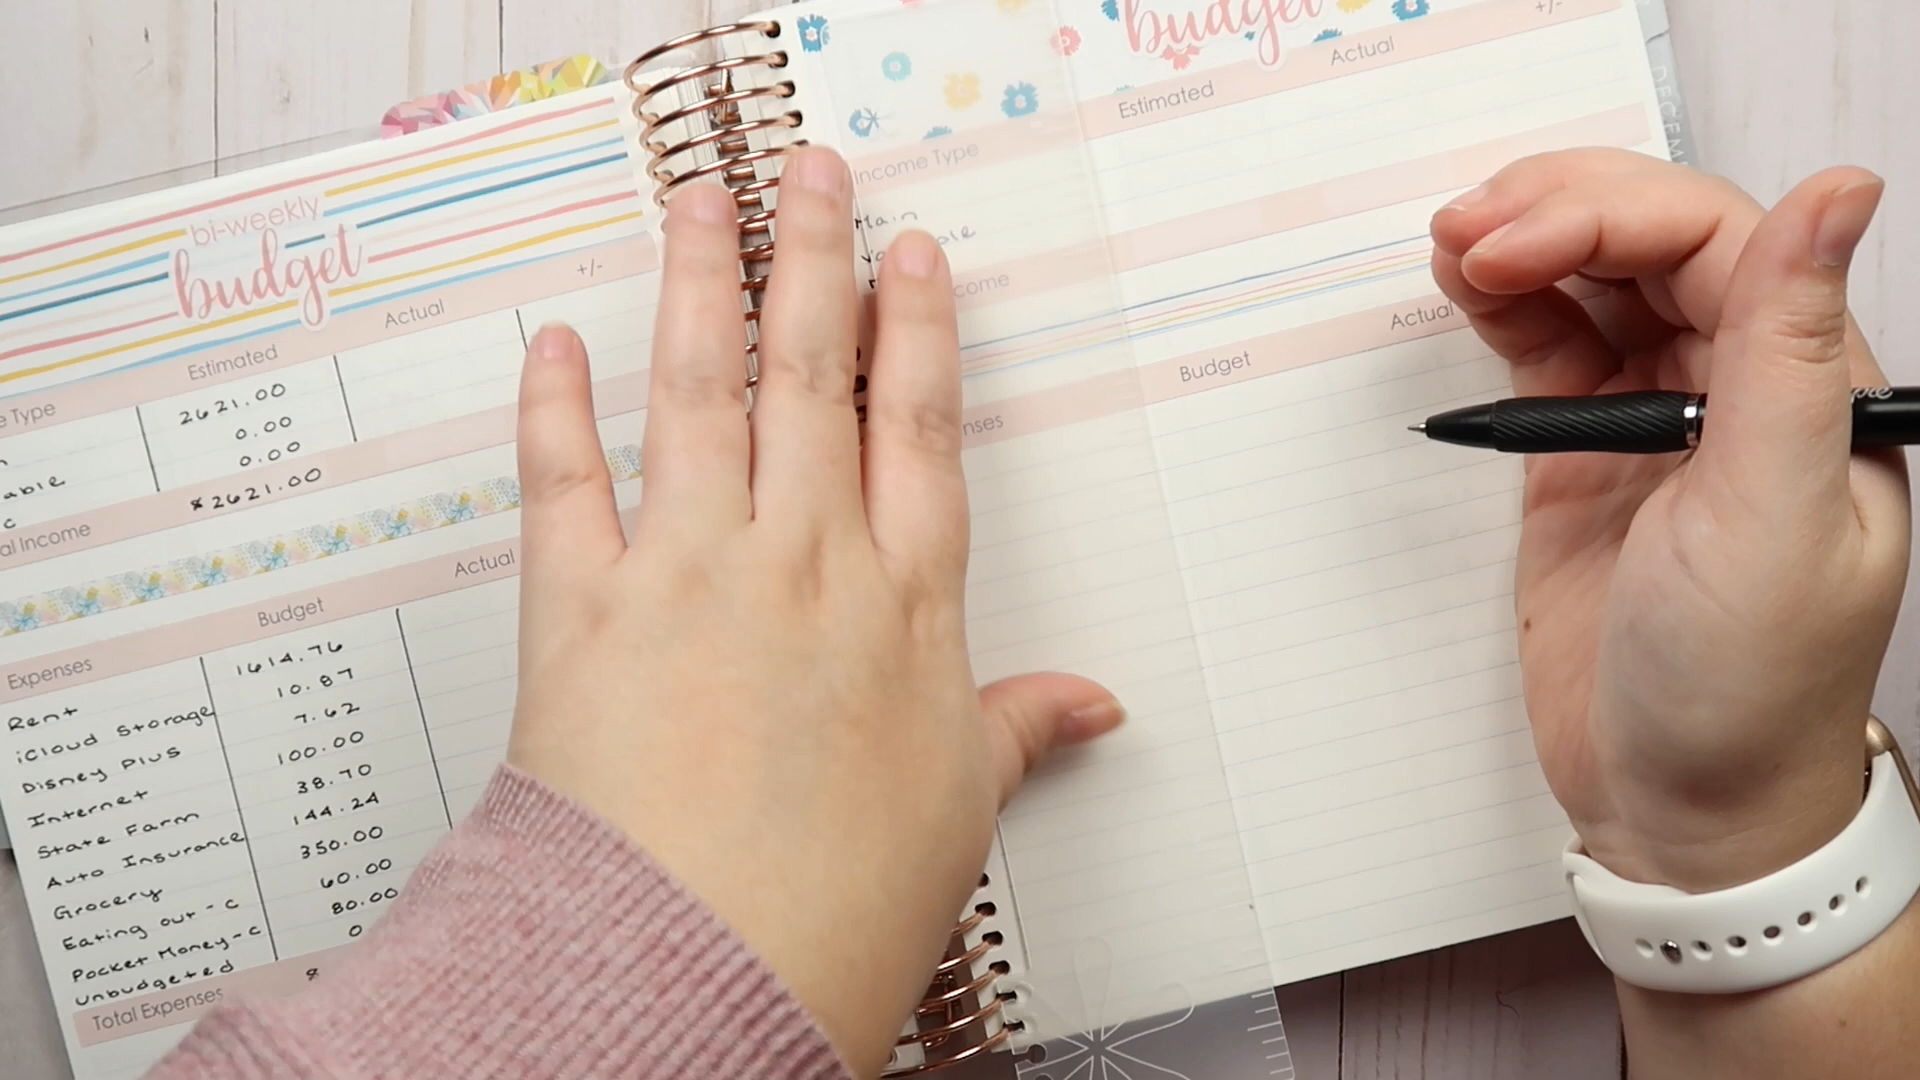 bi-weekly
budget
e Type Estimated Actual +/-
2621.00
able 0.00
c 0.00
al Income $2621.00
Expenses Budget Actual
Rent 1614.76
iCloud Storage 10.87
Disney Plus 7.62
Internet 100.00
State Farm 38.70
Auto Insurance 144.24
Grocery 350.00
Eating out - c 60.00
Pocket Money - c 80.00
unbudgeted 0
Total Expenses $
budget
Income Type Estimated Actual +/-
Main
come
nses Budget Actual
DECEM